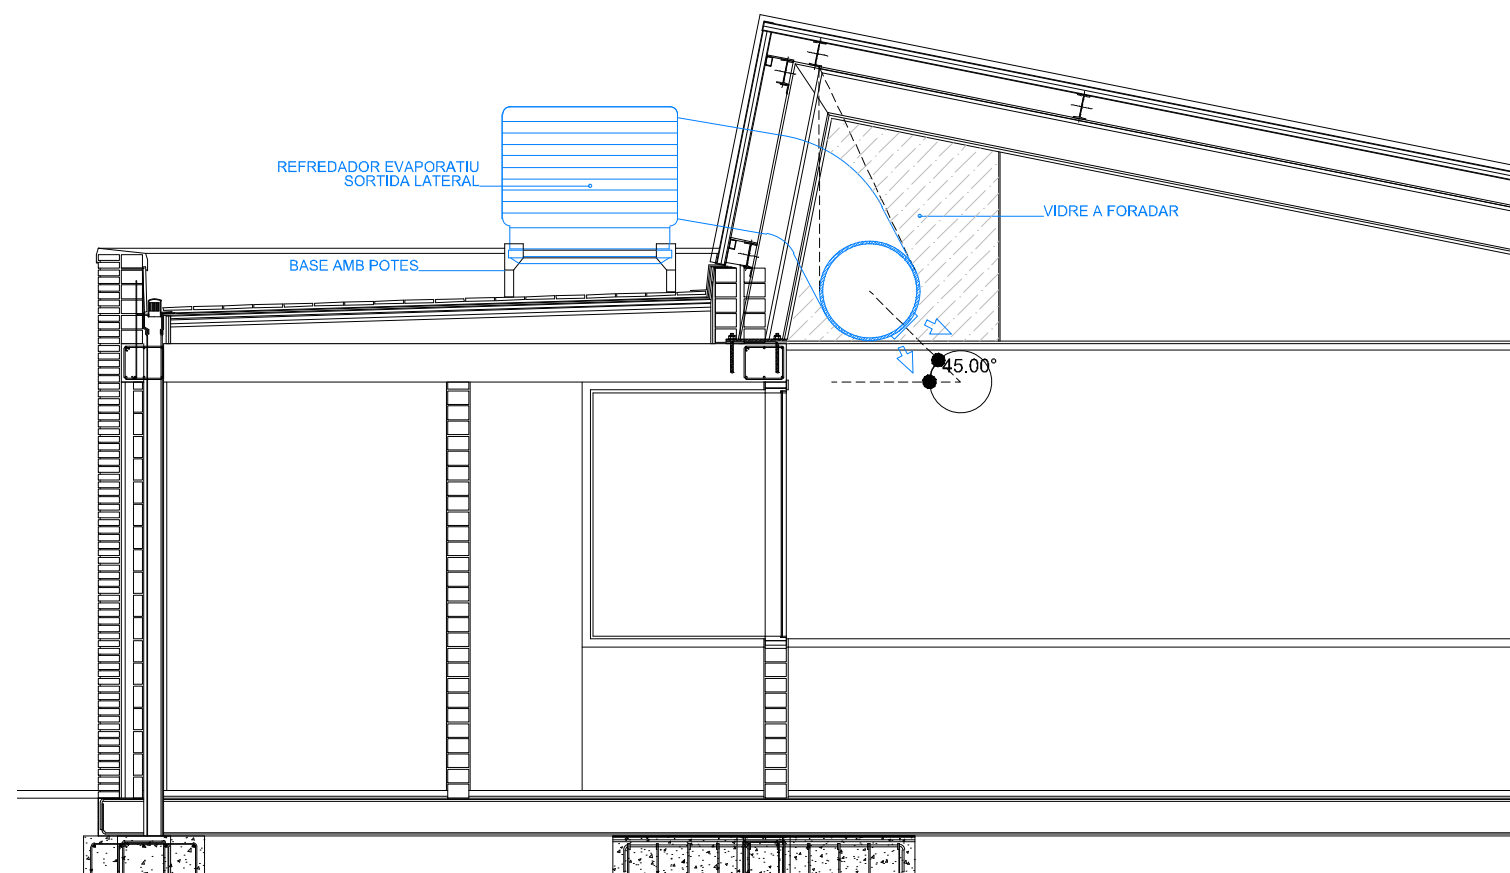 REFREDADOR EVAPORATIU
SORTIDA LATERAL
VIDRE A FORADAR
BASE AMB POTES
45.00°